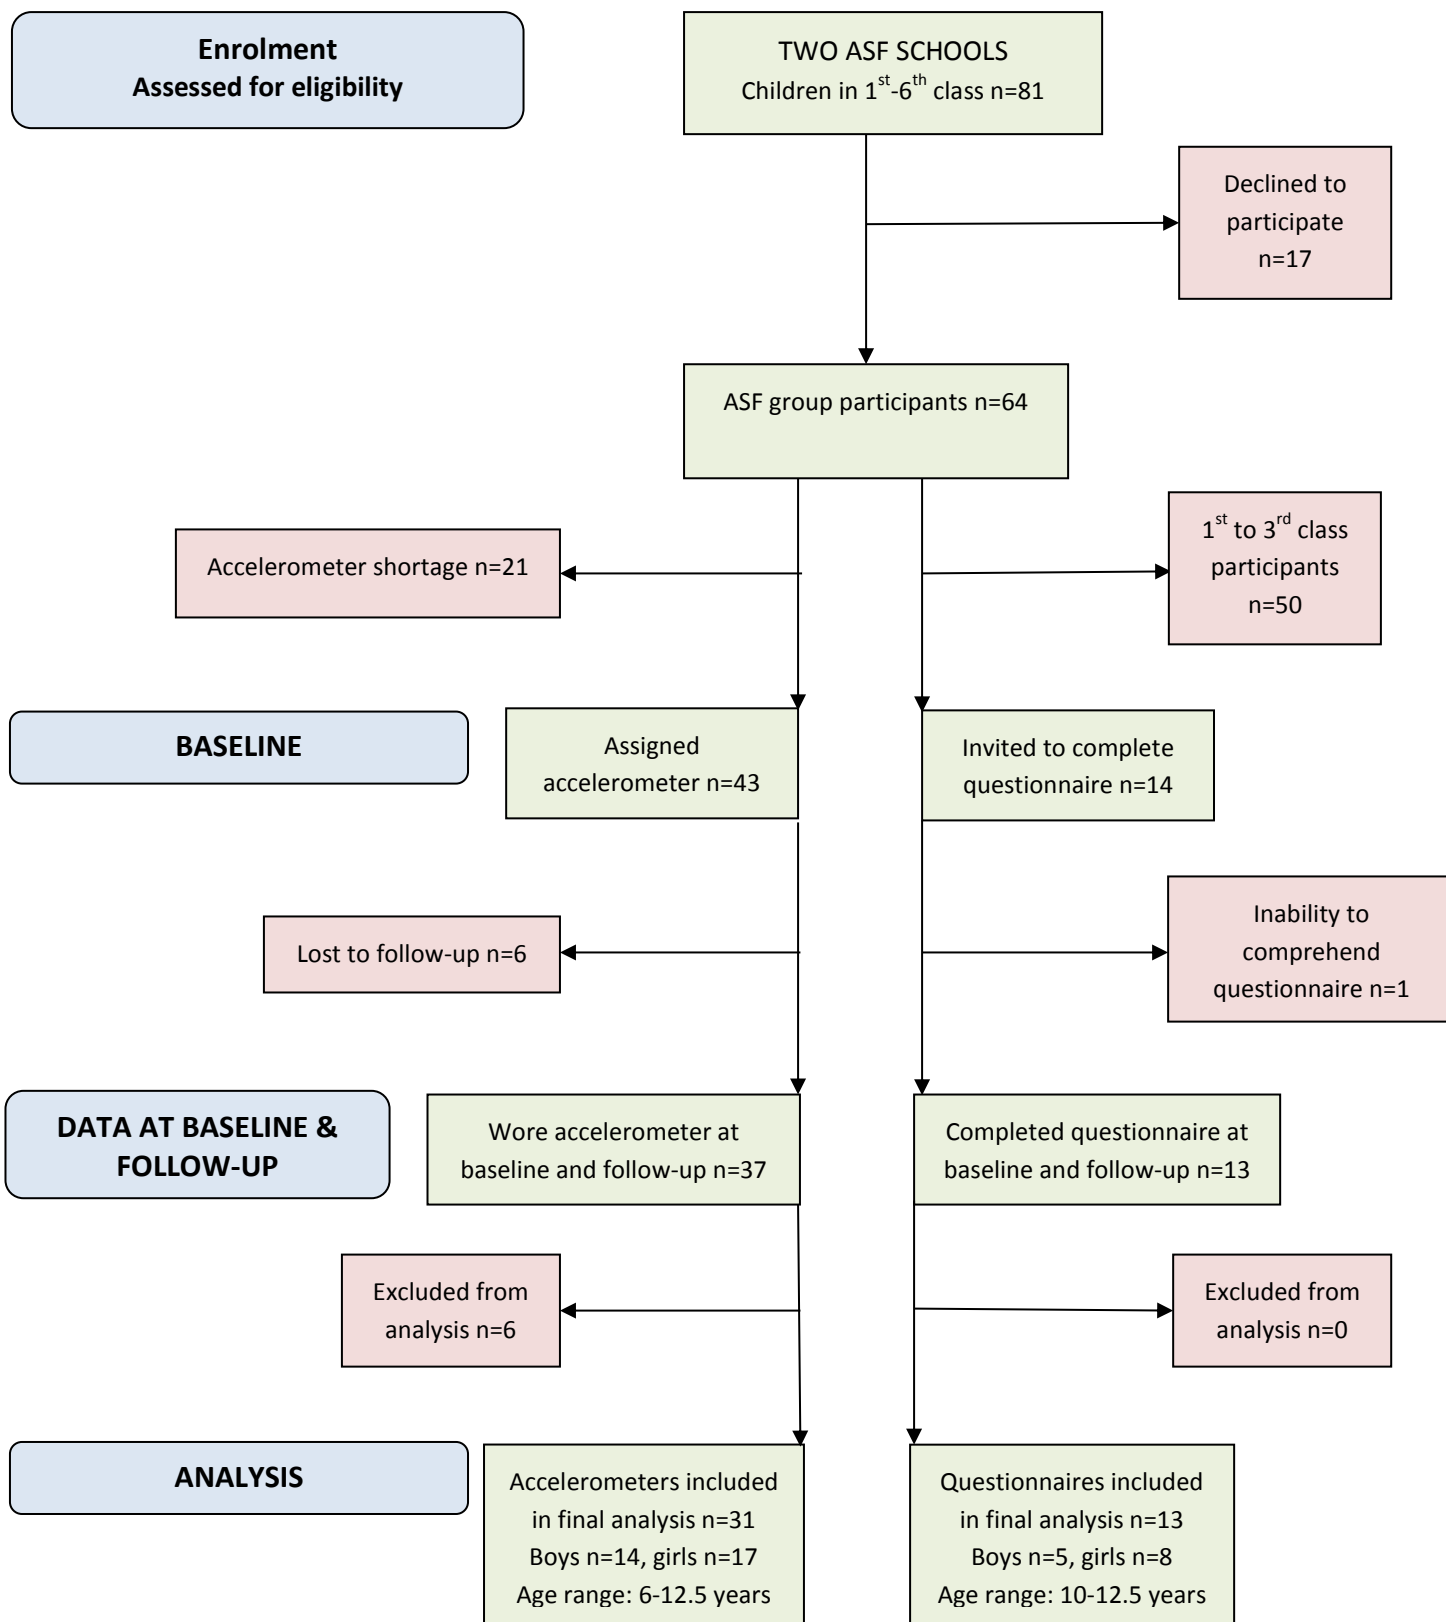 Enrolment
Assessed for eligibility
TWO ASF SCHOOLS
Children in 1st-6th class n=81
Declined to
participate
n=17
ASF group participants n=64
Accelerometer shortage n=21
1st to 3rd class
participants
n=50
BASELINE
Assigned
accelerometer n=43
Invited to complete
questionnaire n=14
Lost to follow-up n=6
Inability to
comprehend
questionnaire n=1
DATA AT BASELINE &
FOLLOW-UP
Wore accelerometer at
baseline and follow-up n=37
Completed questionnaire at
baseline and follow-up n=13
Excluded from
analysis n=6
Excluded from
analysis n=0
ANALYSIS
Accelerometers included
in final analysis n=31
Boys n=14, girls n=17
Age range: 6-12.5 years
Questionnaires included
in final analysis n=13
Boys n=5, girls n=8
Age range: 10-12.5 years